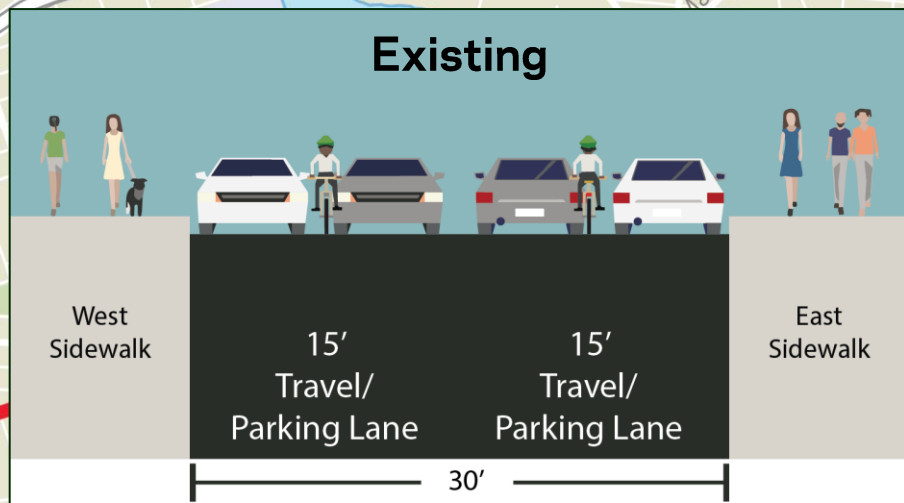 Existing
West
Sidewalk
15′
Travel/
Parking Lane
15′
Travel/
Parking Lane
East
Sidewalk
30′